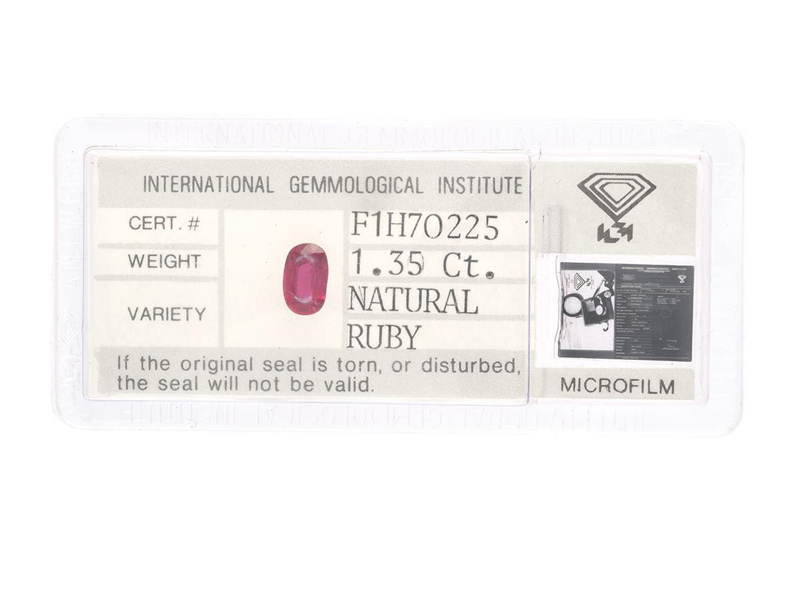 INTERNATIONAL GEMMOLOGICAL INSTITUTE
CERT. # F1H70225
WEIGHT 1.35 Ct.
VARIETY NATURAL
RUBY
If the original seal is torn, or disturbed,
the seal will not be valid.
MICROFILM